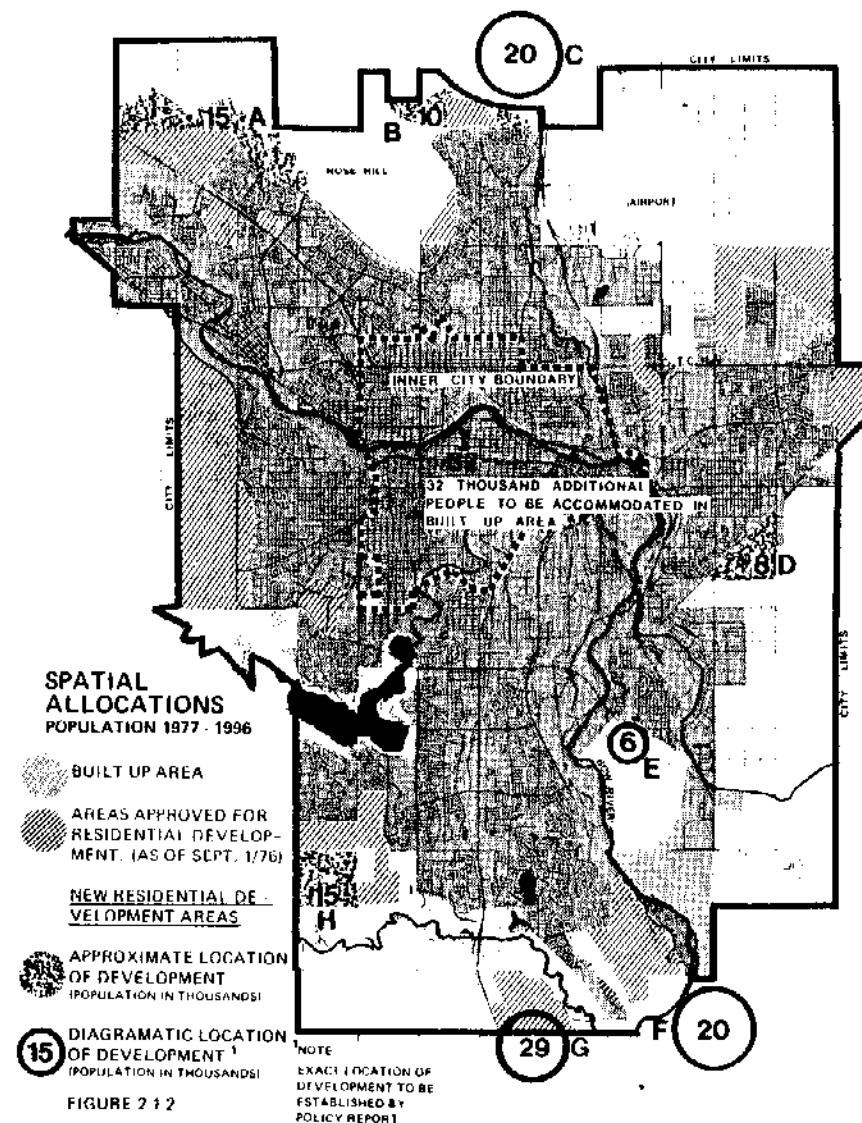 20 C
CITY LIMITS
15 A
B 10
NOSE HILL
AIRPORT
INNER CITY BOUNDARY
CITY LIMITS
32 THOUSAND ADDITIONAL
PEOPLE TO BE ACCOMMODATED IN
BUILT UP AREA
8 D
CITY LIMITS
SPATIAL
ALLOCATIONS
POPULATION 1977 - 1996
6
E
RIVER
BUILT UP AREA
AREAS APPROVED FOR
RESIDENTIAL DEVELOP-
MENT. (AS OF SEPT. 1/76)
NEW RESIDENTIAL DE-
VELOPMENT AREAS
15
H
APPROXIMATE LOCATION
OF DEVELOPMENT
(POPULATION IN THOUSANDS)
F 20
29 G
15 DIAGRAMATIC LOCATION
OF DEVELOPMENT 1
(POPULATION IN THOUSANDS)
1NOTE
EXACT LOCATION OF
DEVELOPMENT TO BE
ESTABLISHED BY
POLICY REPORT
FIGURE 2 1 2